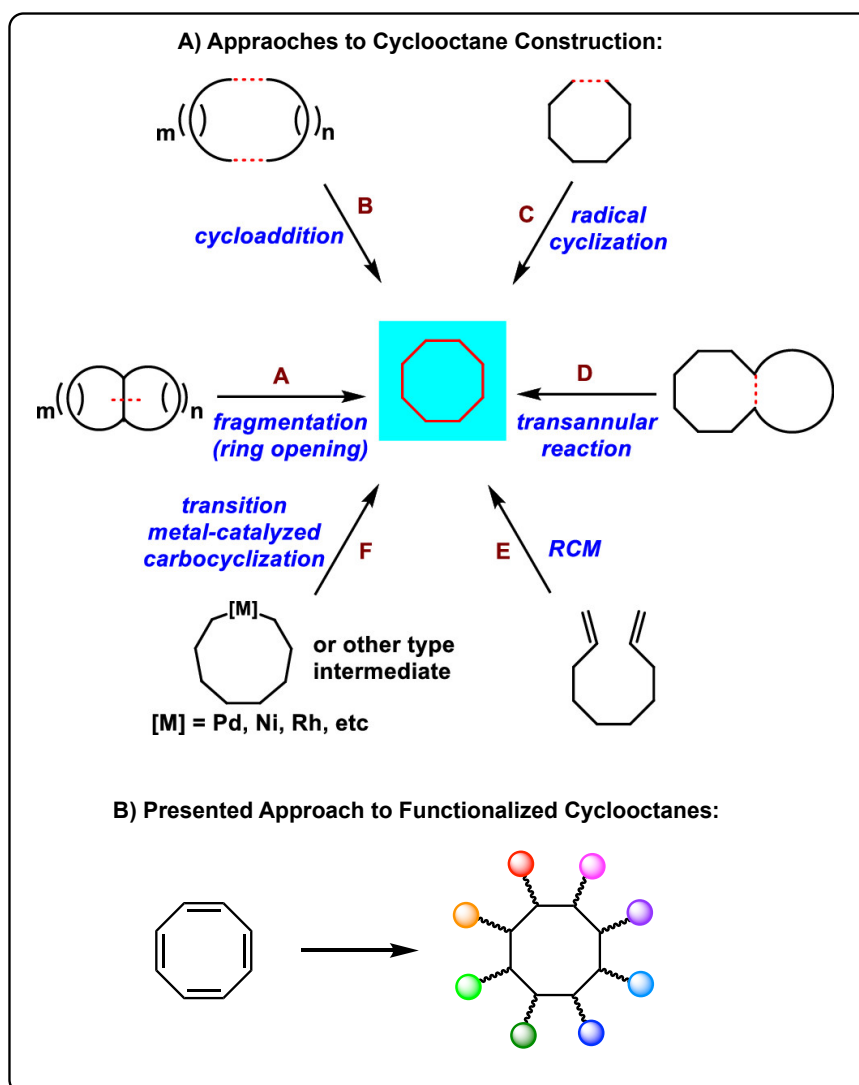 A) Appraoches to Cyclooctane Construction:
m
n
B
cycloaddition
C
radical
cyclization
m
n
A
fragmentation
(ring opening)
D
transannular
reaction
transition
metal-catalyzed
carbocyclization
F
E
RCM
[M]
or other type
intermediate
[M] = Pd, Ni, Rh, etc
B) Presented Approach to Functionalized Cyclooctanes: